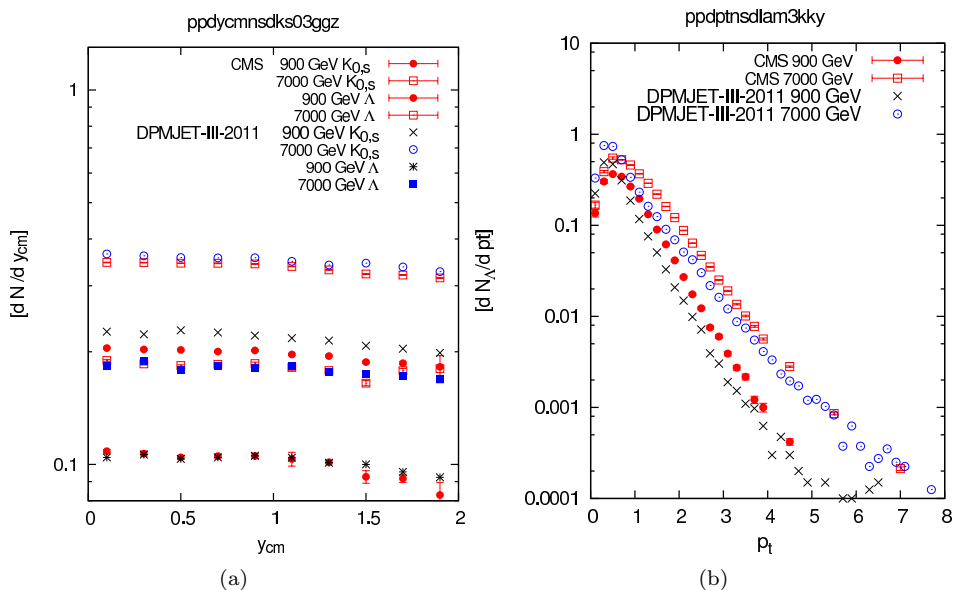 ppdycmnsdks03ggz
CMS 900 GeV K0,s
7000 GeV K0,s
900 GeV Λ
7000 GeV Λ
DPMJET-III-2011 900 GeV K0,s
7000 GeV K0,s
900 GeV Λ
7000 GeV Λ
1
0.1
[d N /d ycm]
0 0.5 1 1.5 2
ycm
(a)
ppdptnsdlam3kky
CMS 900 GeV
CMS 7000 GeV
DPMJET-III-2011 900 GeV
DPMJET-III-2011 7000 GeV
10
1
0.1
0.01
0.001
0.0001
[d NΛ/d pt]
0 1 2 3 4 5 6 7 8
pt
(b)